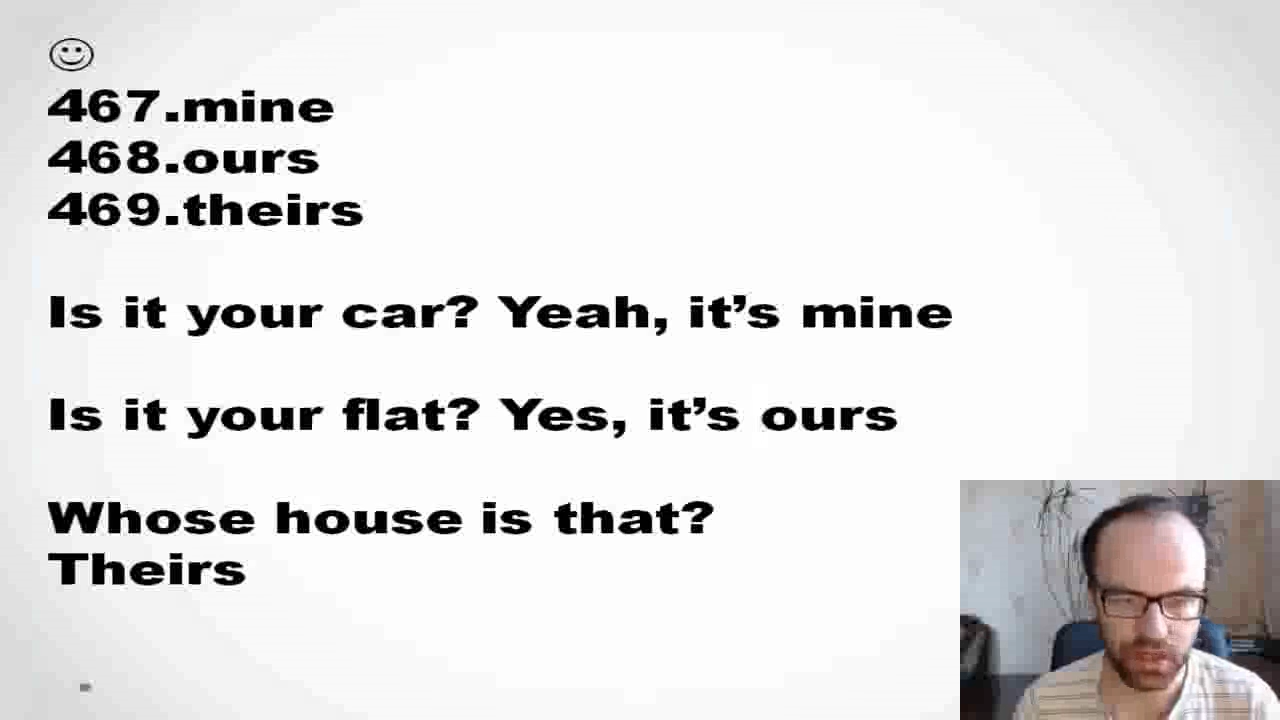 467.mine
468.ours
469.theirs
Is it your car? Yeah, it’s mine
Is it your flat? Yes, it’s ours
Whose house is that?
Theirs